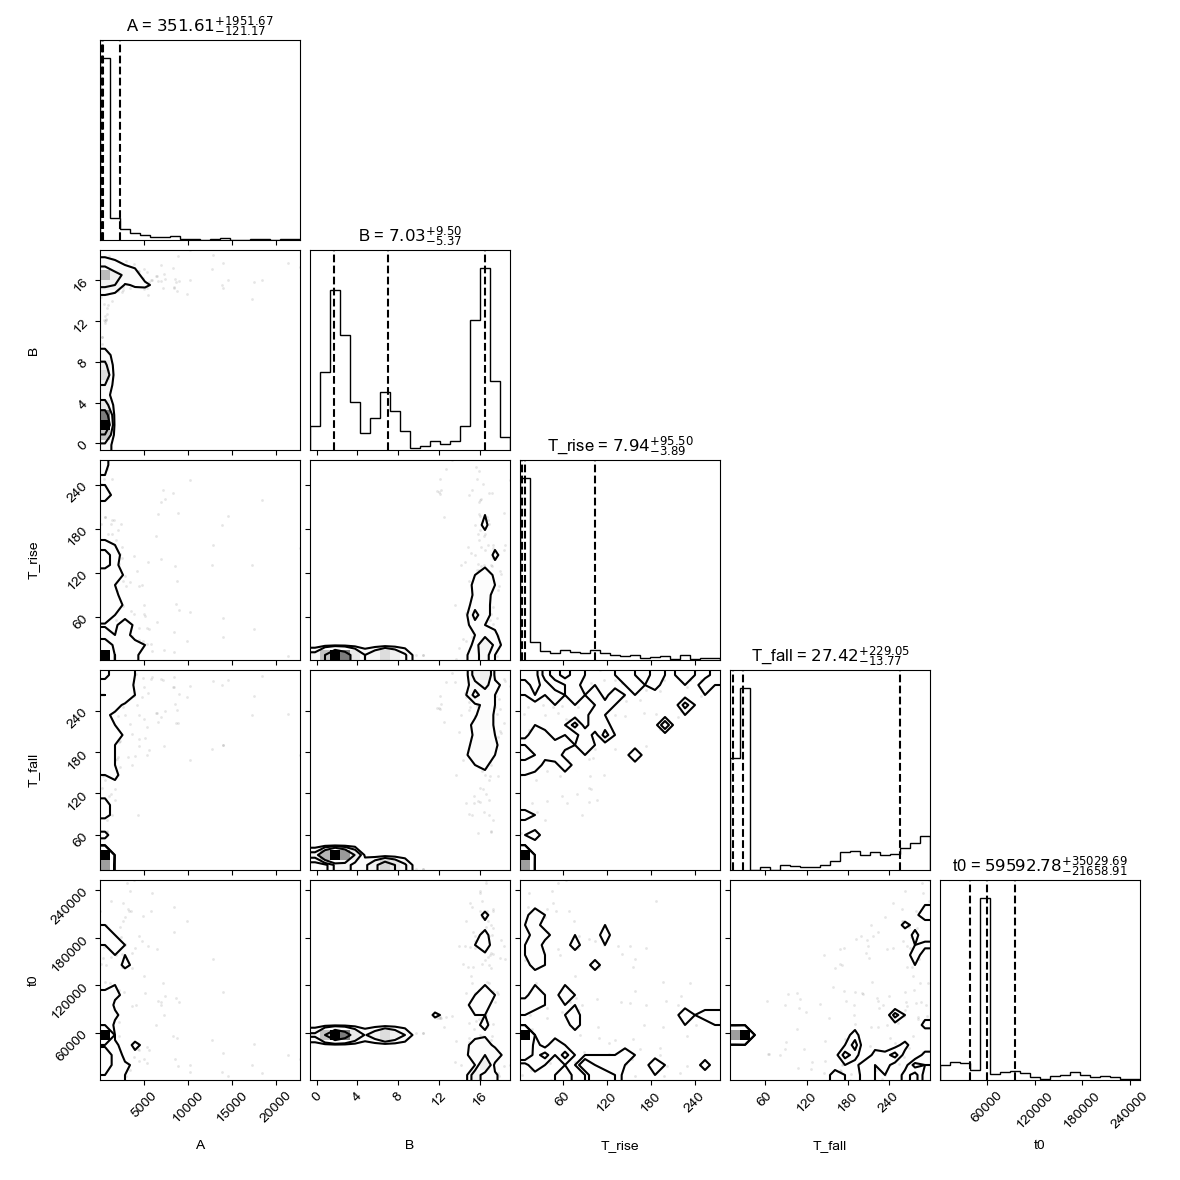 A = 351.61+1951.67−121.17
B = 7.03+9.50−5.37
16
12
8
4
0
B
T_rise = 7.94+95.50−3.89
240
180
120
60
T_rise
T_fall = 27.42+229.05−13.77
240
180
120
60
T_fall
t0 = 59592.78+35029.69−21658.91
240000
180000
120000
60000
t0
5000 10000 15000 20000
0 4 8 12 16
60 120 180 240
60 120 180 240
60000 120000 180000 240000
A B T_rise T_fall t0